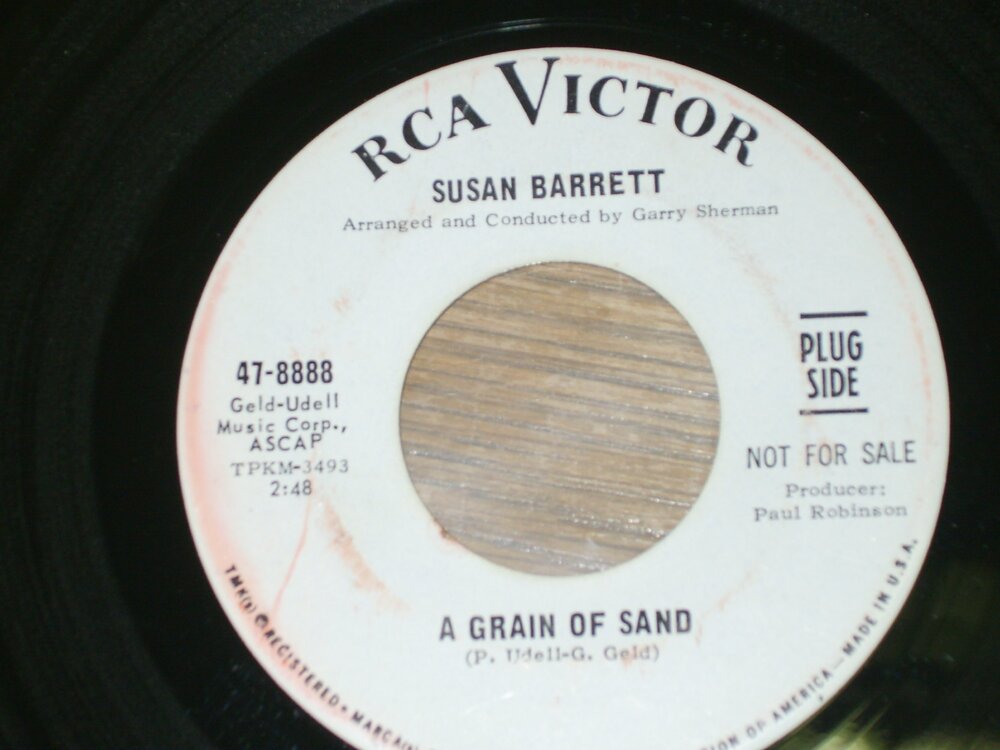 RCA VICTOR
SUSAN BARRETT
Arranged and Conducted by Garry Sherman
47-8888
Geld-Udell
Music Corp.,
ASCAP
TPKM-3493
2:48
PLUG
SIDE
NOT FOR SALE
Producer:
Paul Robinson
A GRAIN OF SAND
(P. Udell-G. Geld)
TMK(s) ® REGISTERED • MARCA
OF AMERICA — MADE IN U.S.A.